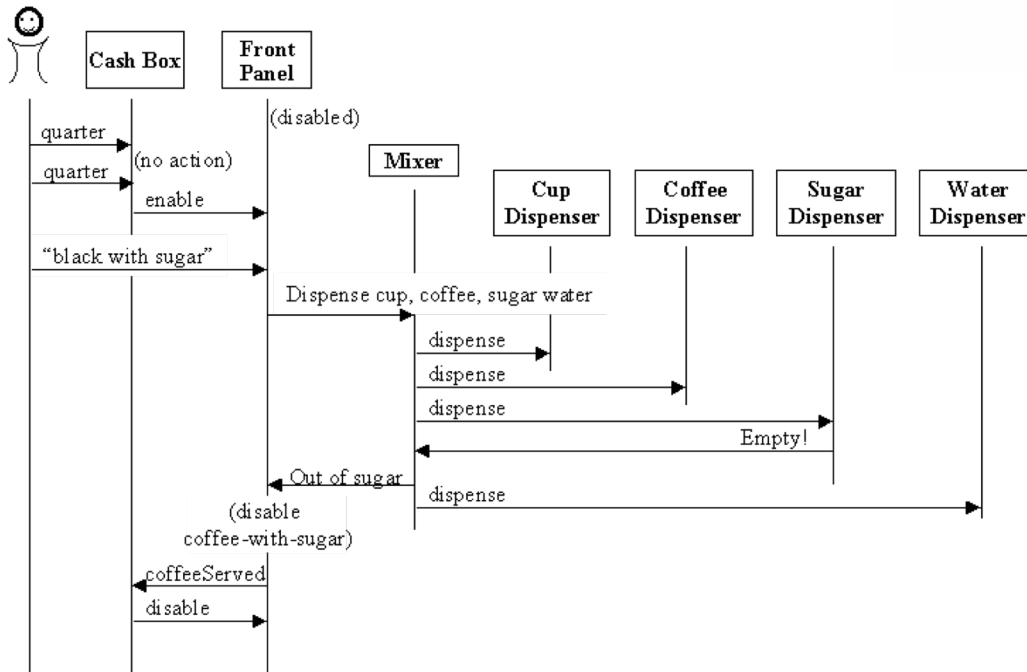 Cash Box
Front
Panel
(disabled)
quarter
(no action)
Mixer
quarter
Cup
Dispenser
Coffee
Dispenser
Sugar
Dispenser
Water
Dispenser
enable
“black with sugar”
Dispense cup, coffee, sugar water
dispense
dispense
dispense
Empty!
Out of sugar
dispense
(disable
coffee-with-sugar)
coffeeServed
disable